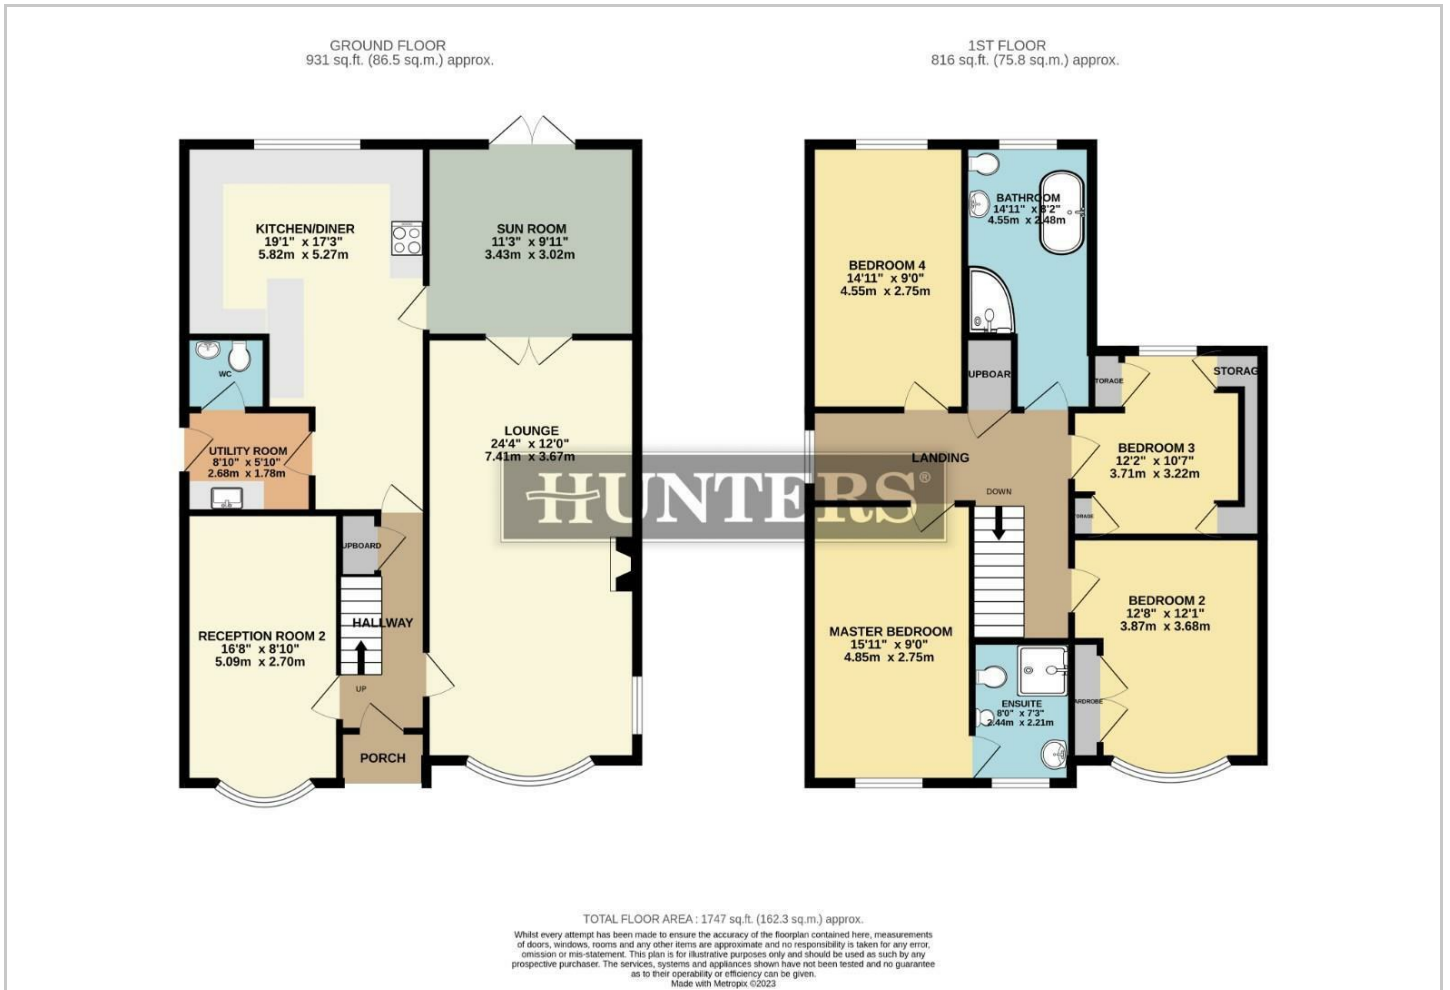 GROUND FLOOR
931 sq.ft. (86.5 sq.m.) approx.
1ST FLOOR
816 sq.ft. (75.8 sq.m.) approx.
KITCHEN/DINER
19'1" x 17'3"
5.82m x 5.27m
SUN ROOM
11'3" x 9'11"
3.43m x 3.02m
WC
UTILITY ROOM
8'10" x 5'10"
2.68m x 1.78m
LOUNGE
24'4" x 12'0"
7.41m x 3.67m
UPBOARD
HALLWAY
RECEPTION ROOM 2
16'8" x 8'10"
5.09m x 2.70m
UP
PORCH
BEDROOM 4
14'11" x 9'0"
4.55m x 2.75m
BATHROOM
14'11" x 8'2"
4.55m x 2.48m
UPBOAR
TORAGE
STORAG
BEDROOM 3
12'2" x 10'7"
3.71m x 3.22m
LANDING
DOWN
HUNTERS®
MASTER BEDROOM
15'11" x 9'0"
4.85m x 2.75m
ENSUITE
8'0" x 7'3"
2.44m x 2.21m
BEDROOM 2
12'8" x 12'1"
3.87m x 3.68m
ARDROBE
TOTAL FLOOR AREA : 1747 sq.ft. (162.3 sq.m.) approx.
Whilst every attempt has been made to ensure the accuracy of the floorplan contained here, measurements
of doors, windows, rooms and any other items are approximate and no responsibility is taken for any error,
omission or mis-statement. This plan is for illustrative purposes only and should be used as such by any
prospective purchaser. The services, systems and appliances shown have not been tested and no guarantee
as to their operability or efficiency can be given.
Made with Metropix ©2023